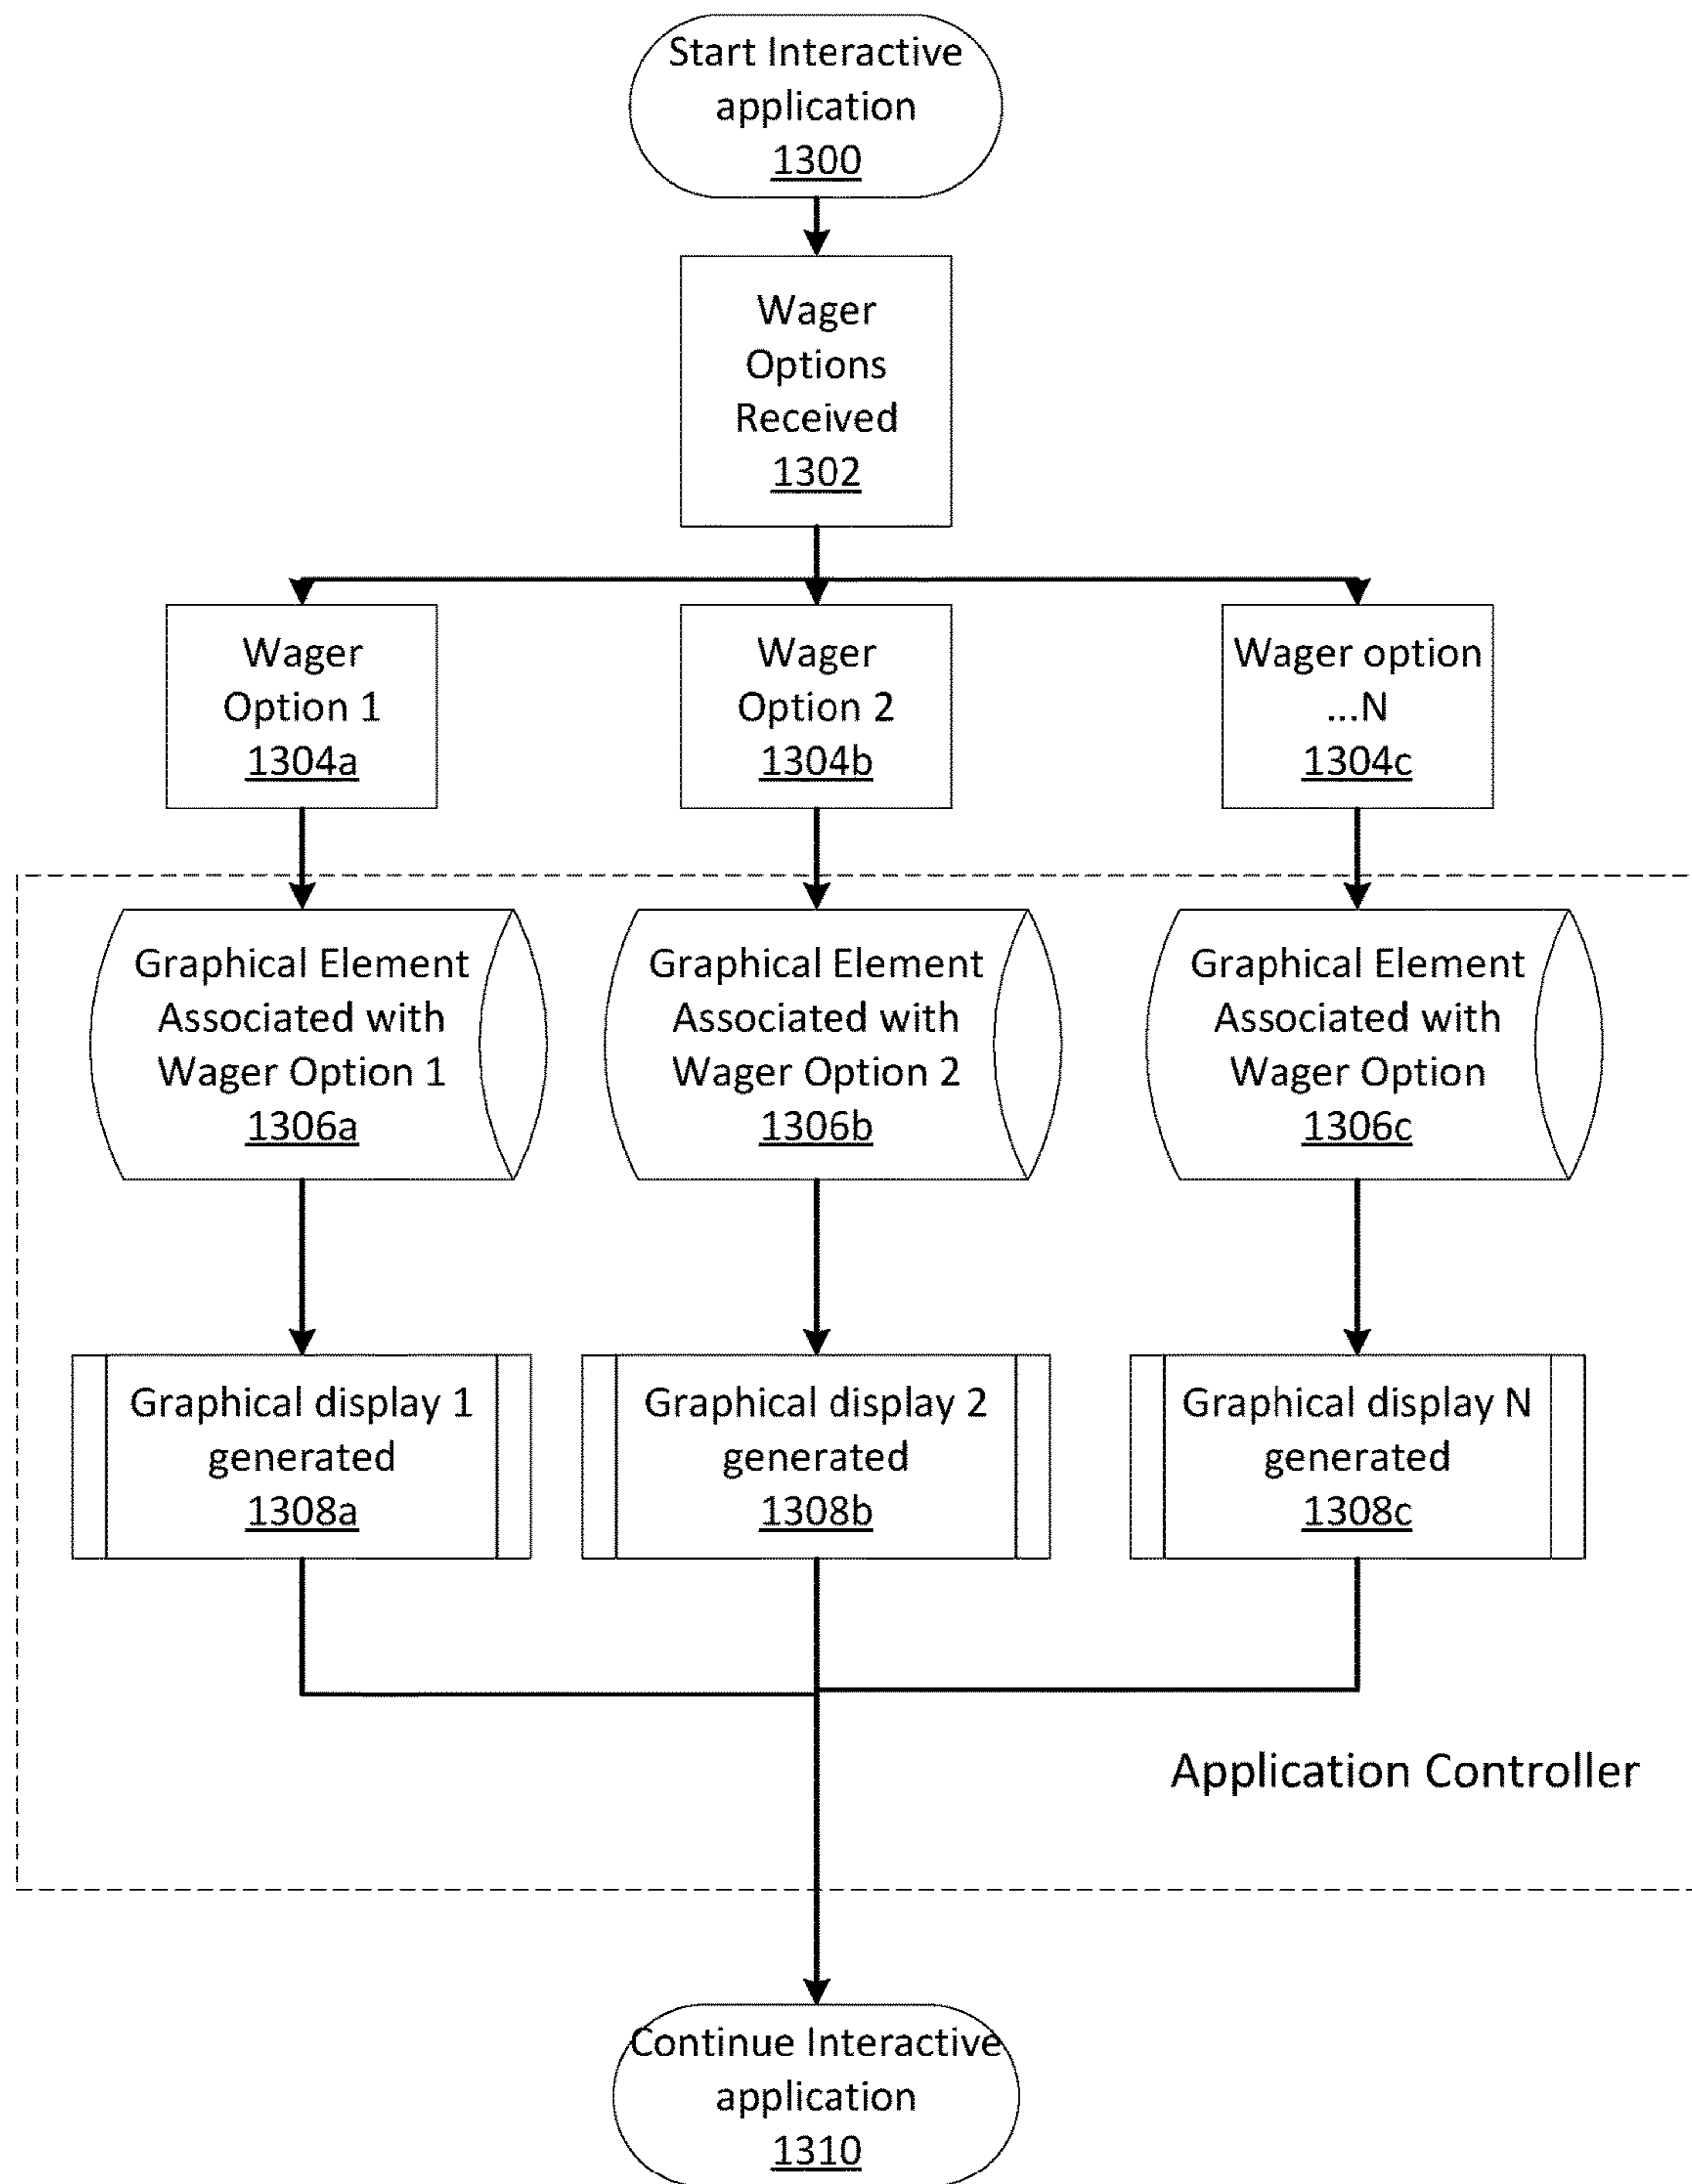 Start Interactive
application
1300
Wager
Options
Received
1302
Wager
Option 1
1304a
Wager
Option 2
1304b
Wager option
...N
1304c
Graphical Element
Associated with
Wager Option 1
1306a
Graphical Element
Associated with
Wager Option 2
1306b
Graphical Element
Associated with
Wager Option
1306c
Graphical display 1
generated
1308a
Graphical display 2
generated
1308b
Graphical display N
generated
1308c
Application Controller
Continue Interactive
application
1310